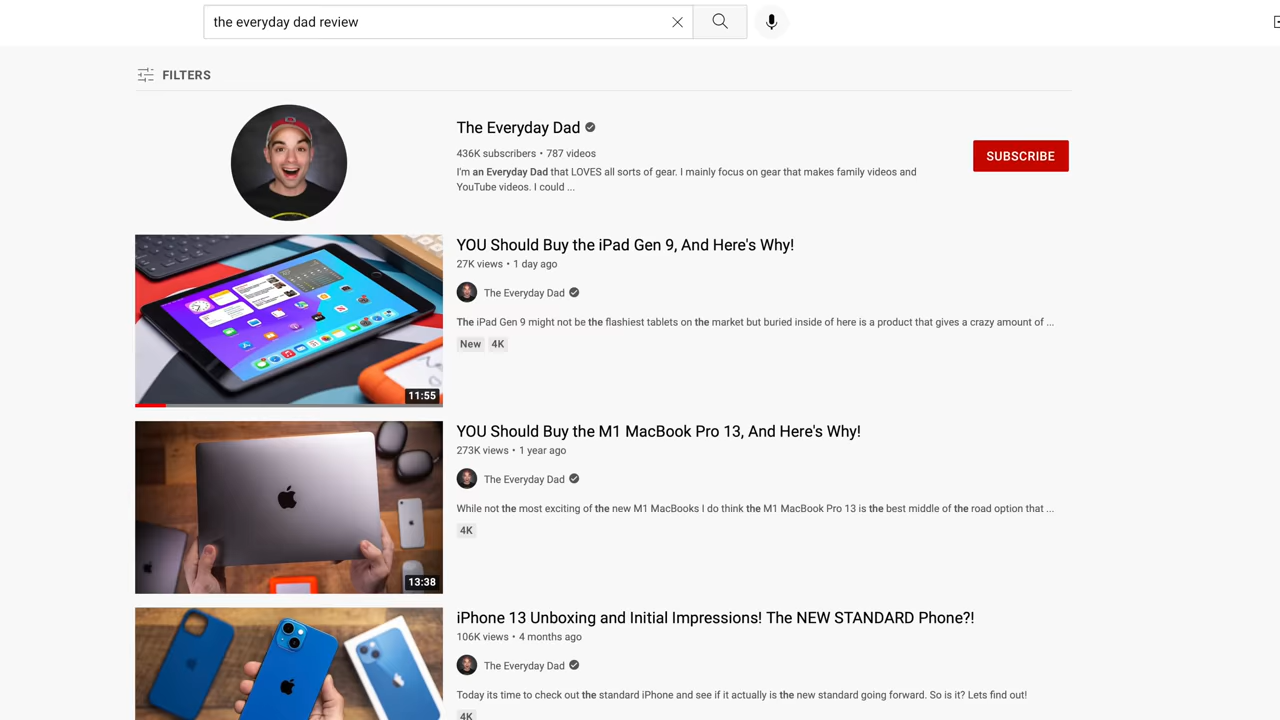 the everyday dad review
FILTERS
The Everyday Dad
436K subscribers • 787 videos
SUBSCRIBE
I'm an Everyday Dad that LOVES all sorts of gear. I mainly focus on gear that makes family videos and
YouTube videos. I could ...
YOU Should Buy the iPad Gen 9, And Here's Why!
27K views • 1 day ago
The Everyday Dad
The iPad Gen 9 might not be the flashiest tablets on the market but buried inside of here is a product that gives a crazy amount of ...
New 4K
11:55
YOU Should Buy the M1 MacBook Pro 13, And Here's Why!
273K views • 1 year ago
The Everyday Dad
While not the most exciting of the new M1 MacBooks I do think the M1 MacBook Pro 13 is the best middle of the road option that ...
4K
13:38
iPhone 13 Unboxing and Initial Impressions! The NEW STANDARD Phone?!
106K views • 4 months ago
The Everyday Dad
Today its time to check out the standard iPhone and see if it actually is the new standard going forward. So is it? Lets find out!
4K